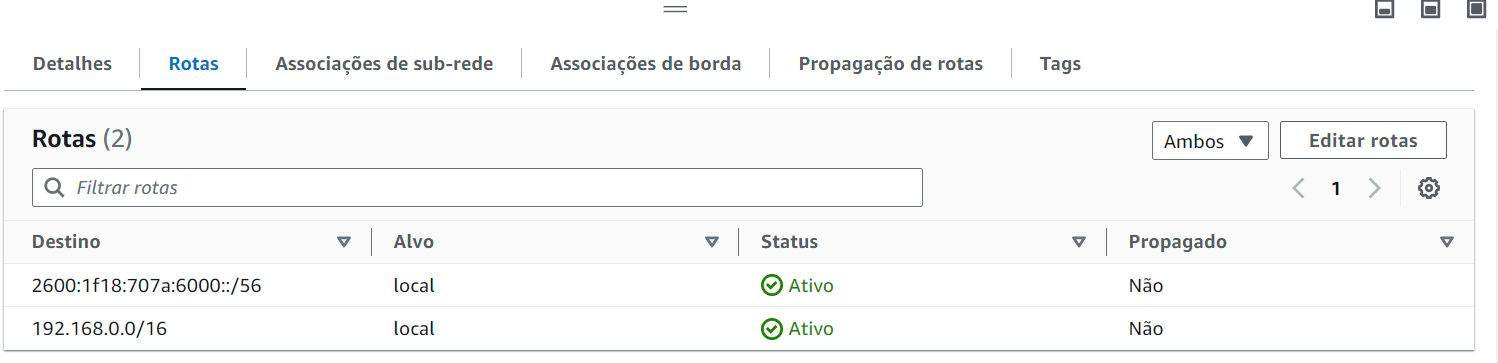 Detalhes Rotas Associações de sub-rede Associações de borda Propagação de rotas Tags
Rotas (2) Ambos Editar rotas
Filtrar rotas 1
Destino Alvo Status Propagado
2600:1f18:707a:6000::/56 local Ativo Não
192.168.0.0/16 local Ativo Não